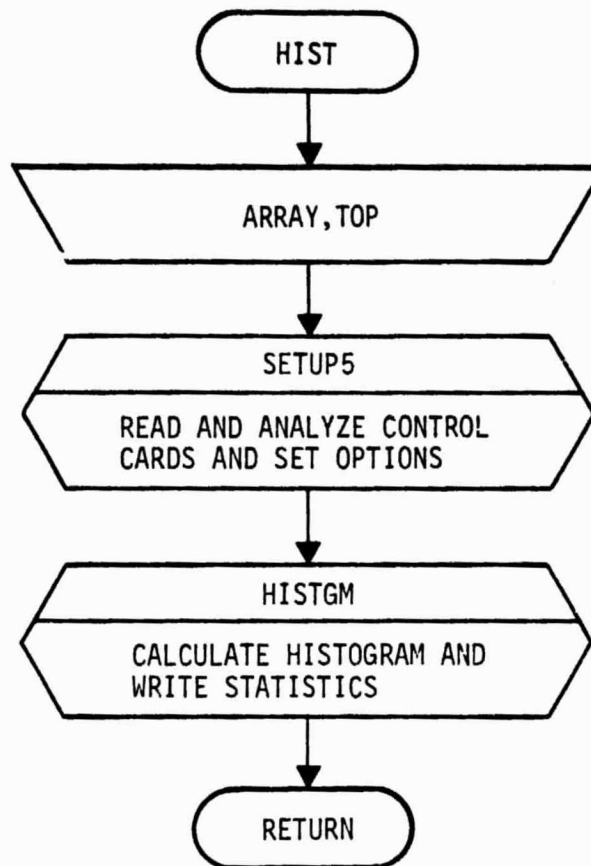 HIST
ARRAY,TOP
SETUP5
READ AND ANALYZE CONTROL
CARDS AND SET OPTIONS
HISTGM
CALCULATE HISTOGRAM AND
WRITE STATISTICS
RETURN